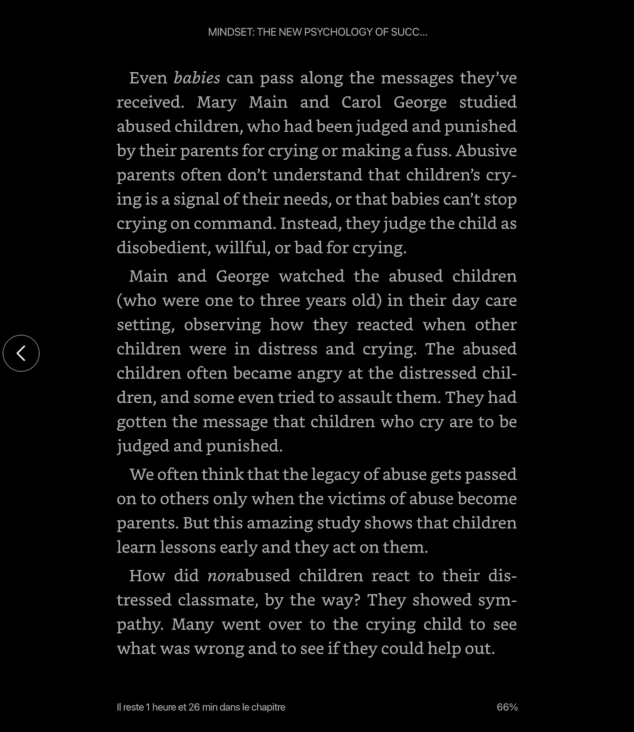 MINDSET: THE NEW PSYCHOLOGY OF SUCC...
Even babies can pass along the messages they've
received. Mary Main and Carol George studied
abused children, who had been judged and punished
by their parents for crying or making a fuss. Abusive
parents often don't understand that children's cry-
ing is a signal of their needs, or that babies can't stop
crying on command. Instead, they judge the child as
disobedient, willful, or bad for crying.
Main and George watched the abused children
(who were one to three years old) in their day care
setting, observing how they reacted when other
children were in distress and crying. The abused
children often became angry at the distressed chil-
dren, and some even tried to assault them. They had
gotten the message that children who cry are to be
judged and punished.
We often think that the legacy of abuse gets passed
on to others only when the victims of abuse become
parents. But this amazing study shows that children
learn lessons early and they act on them.
How did nonabused children react to their dis-
tressed classmate, by the way? They showed sym-
pathy. Many went over to the crying child to see
what was wrong and to see if they could help out.
Il reste 1 heure et 26 min dans le chapitre
66%